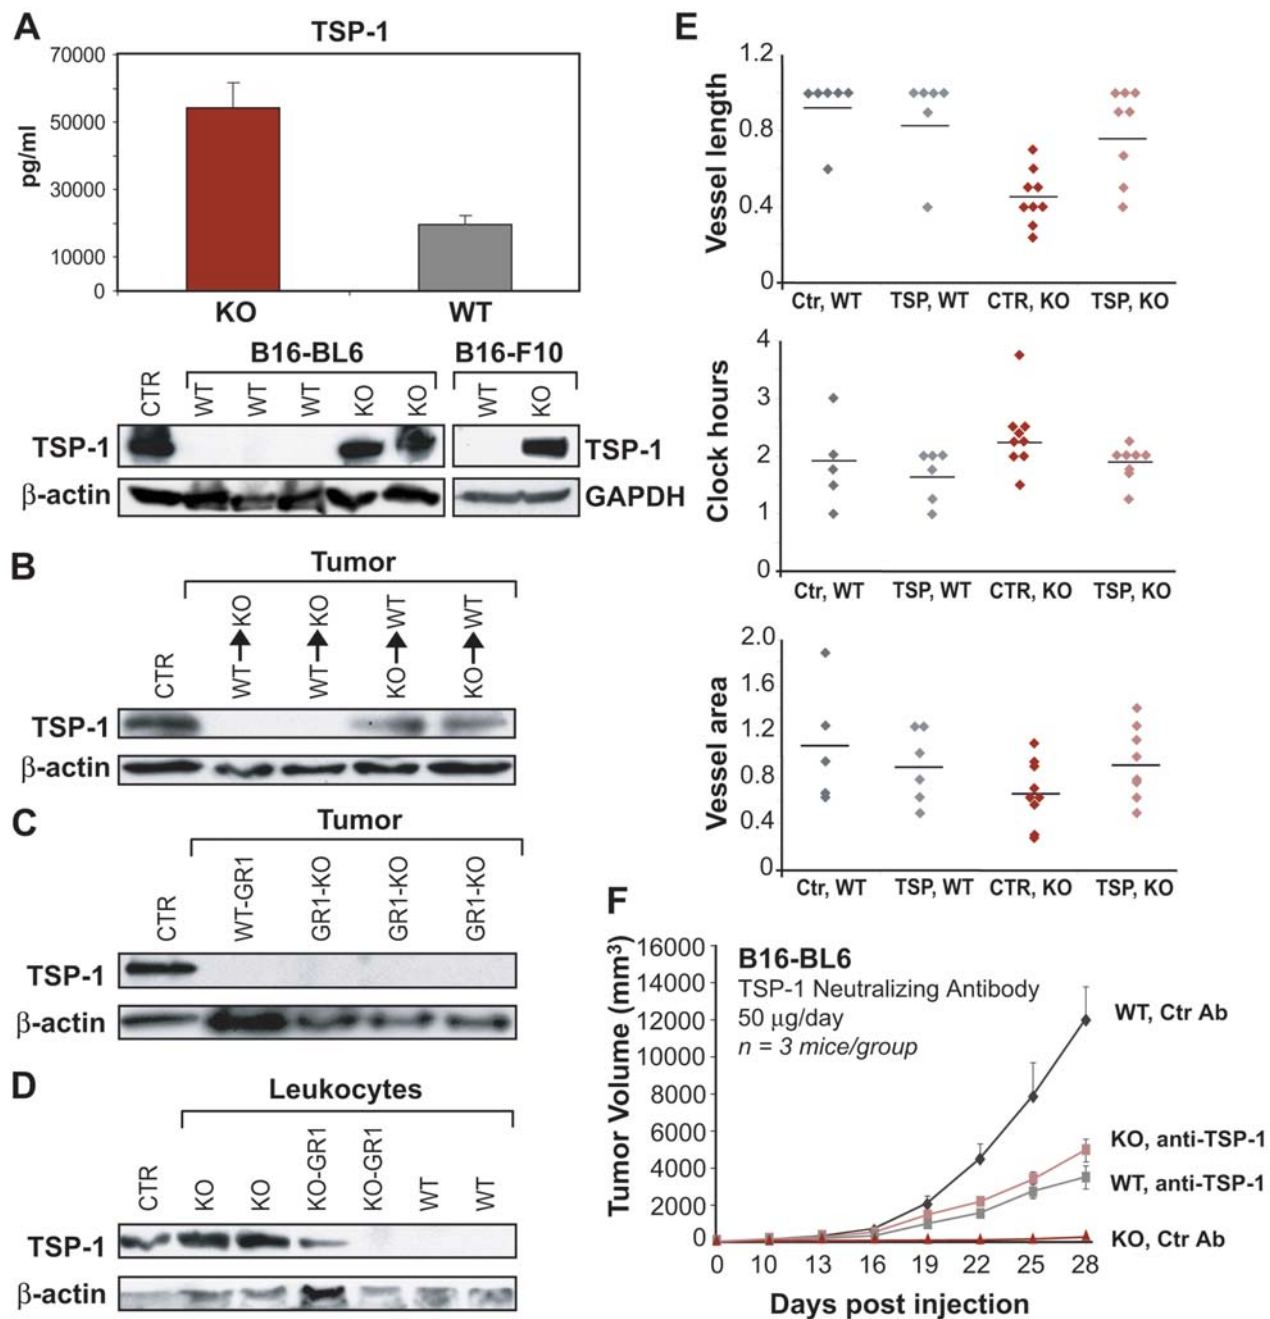 A
TSP-1
70000
50000
30000
10000
0
pg/ml
KO
WT
B16-BL6
B16-F10
CTR
WT
WT
WT
KO
KO
WT
KO
TSP-1
TSP-1
β-actin
GAPDH
B
Tumor
CTR
WT→KO
WT→KO
KO→WT
KO→WT
TSP-1
β-actin
C
Tumor
CTR
WT-GR1
GR1-KO
GR1-KO
GR1-KO
TSP-1
β-actin
D
Leukocytes
CTR
KO
KO
KO-GR1
KO-GR1
WT
WT
TSP-1
β-actin
E
Vessel length
1.2
0.8
0.4
0
Ctr, WT
TSP, WT
CTR, KO
TSP, KO
Clock hours
4
3
2
1
0
Ctr, WT
TSP, WT
CTR, KO
TSP, KO
Vessel area
2.0
1.6
1.2
0.8
0.4
0
Ctr, WT
TSP, WT
CTR, KO
TSP, KO
F
Tumor Volume (mm³)
16000
14000
12000
10000
8000
6000
4000
2000
0
B16-BL6
TSP-1 Neutralizing Antibody
50 μg/day
n = 3 mice/group
WT, Ctr Ab
KO, anti-TSP-1
WT, anti-TSP-1
KO, Ctr Ab
0 10 13 16 19 22 25 28
Days post injection